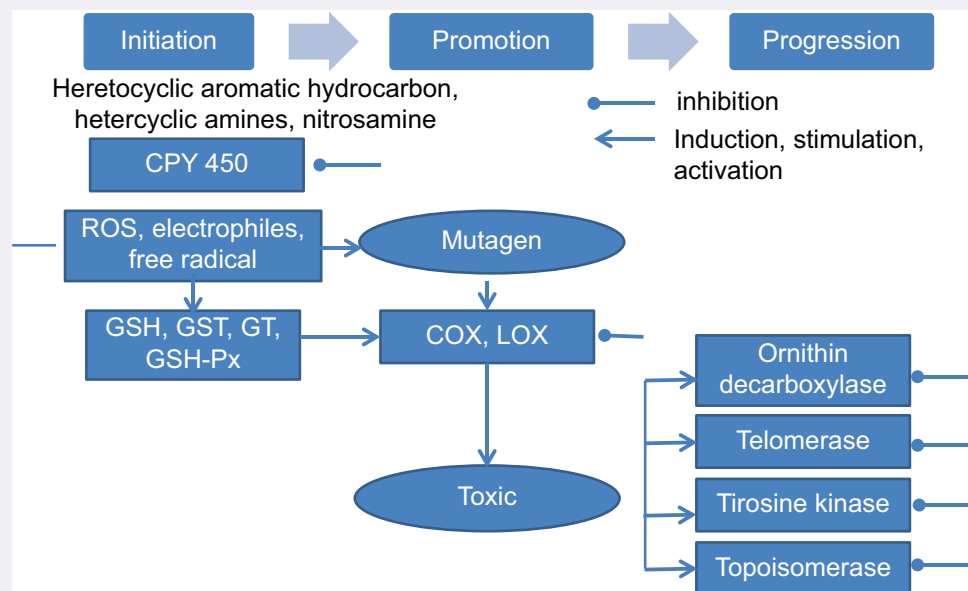 Initiation
Promotion
Progression
Heretocyclic aromatic hydrocarbon,
hetercyclic amines, nitrosamine
inhibition
Induction, stimulation,
activation
CPY 450
ROS, electrophiles,
free radical
Mutagen
GSH, GST, GT,
GSH-Px
COX, LOX
Ornithin
decarboxylase
Telomerase
Toxic
Tirosine kinase
Topoisomerase